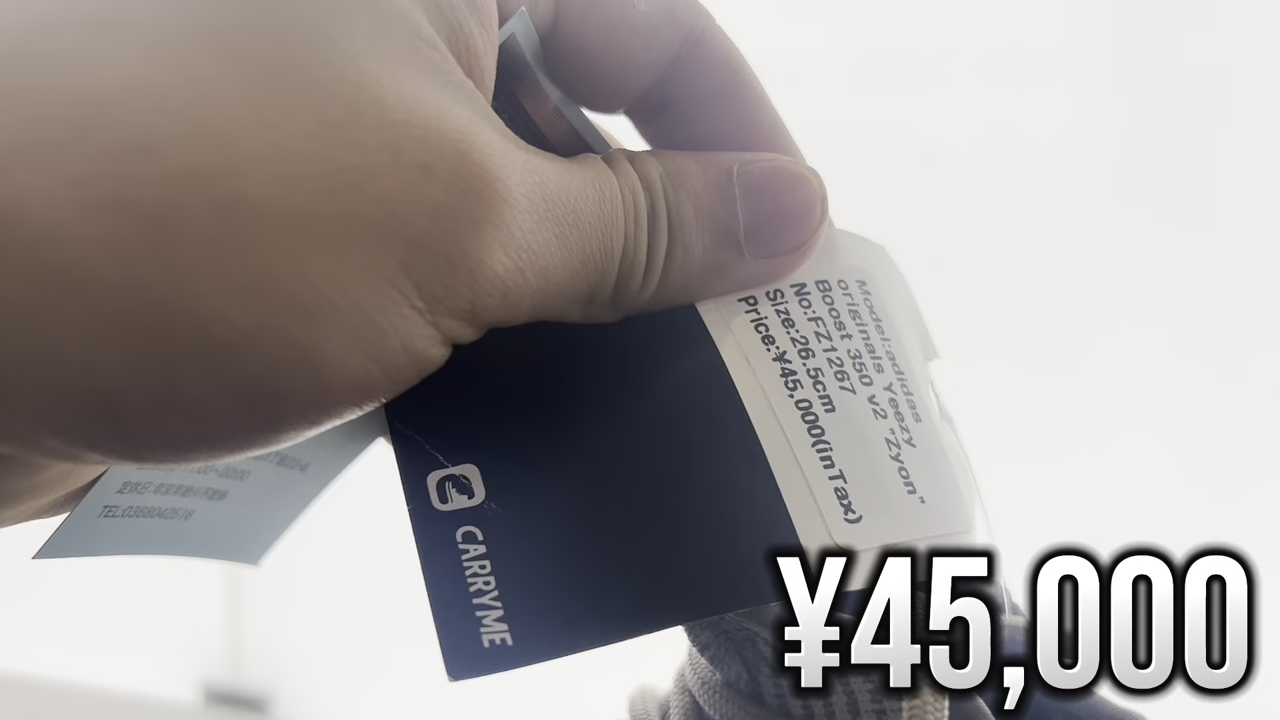 Model:adidas
originals Yeezy
Boost 350 v2 "Zyon"
No:FZ1267
Size:26.5cm
Price:¥45,000(inTax)
CARRYME
TEL:0368042516
¥45,000